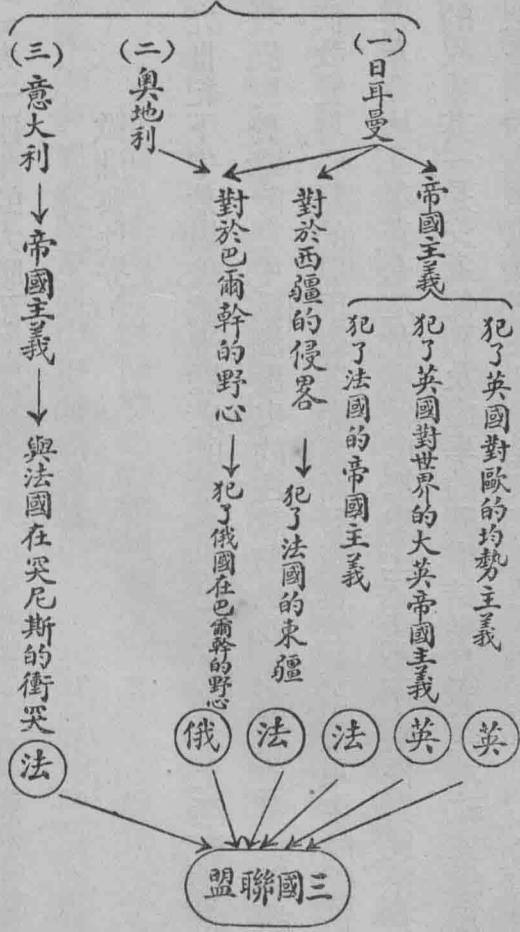 (一)日耳曼
帝國主義
犯了英國對歐的均勢主義
犯了英國對世界的大英帝國主義
犯了法國的帝國主義
對於西疆的侵畧
犯了法國的東疆
對於巴爾幹的野心
犯了俄國在巴爾幹的野心
(二)奧地利
(三)意大利
帝國主義
與法國在突尼斯的衝突
英
英
法
法
俄
法
三國聯盟